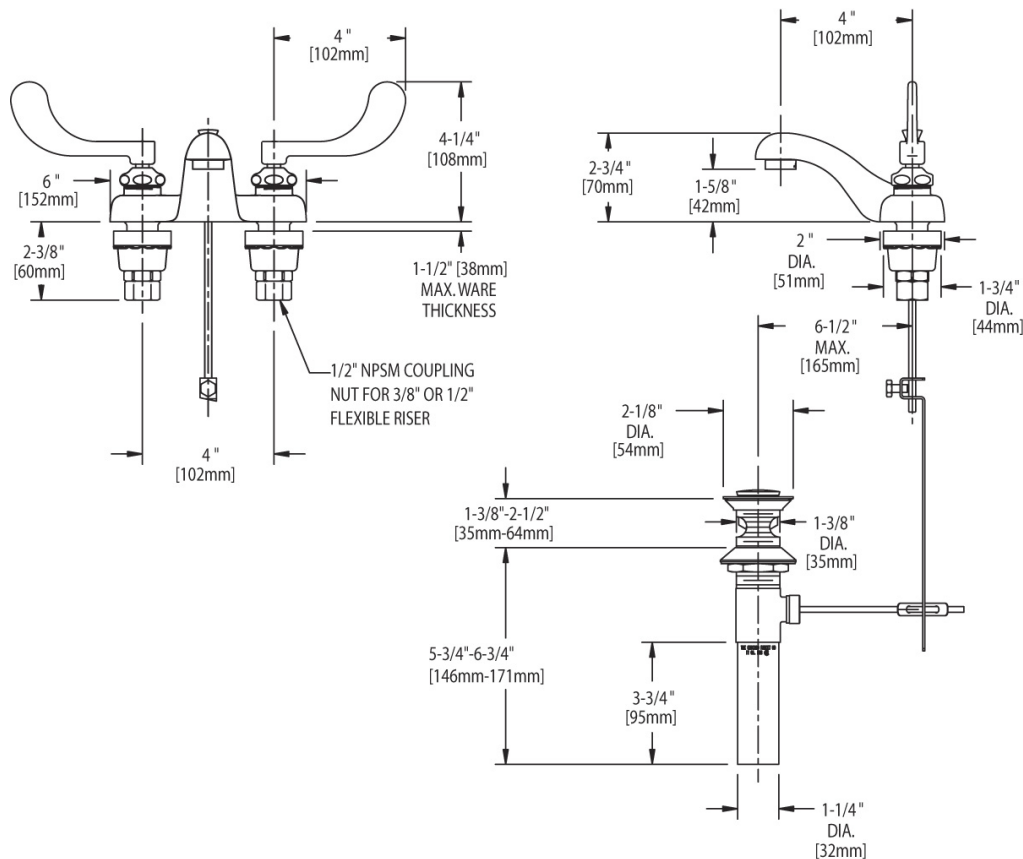 4"
[102mm]
4-1/4"
[108mm]
6"
[152mm]
2-3/8"
[60mm]
1-1/2" [38mm]
MAX. WARE
THICKNESS
1/2" NPSM COUPLING
NUT FOR 3/8" OR 1/2"
FLEXIBLE RISER
4"
[102mm]
4"
[102mm]
2-3/4"
[70mm]
1-5/8"
[42mm]
2"
DIA.
[51mm]
1-3/4"
DIA.
[44mm]
6-1/2"
MAX.
[165mm]
2-1/8"
DIA.
[54mm]
1-3/8"-2-1/2"
[35mm-64mm]
1-3/8"
DIA.
[35mm]
5-3/4"-6-3/4"
[146mm-171mm]
3-3/4"
[95mm]
1-1/4"
DIA.
[32mm]